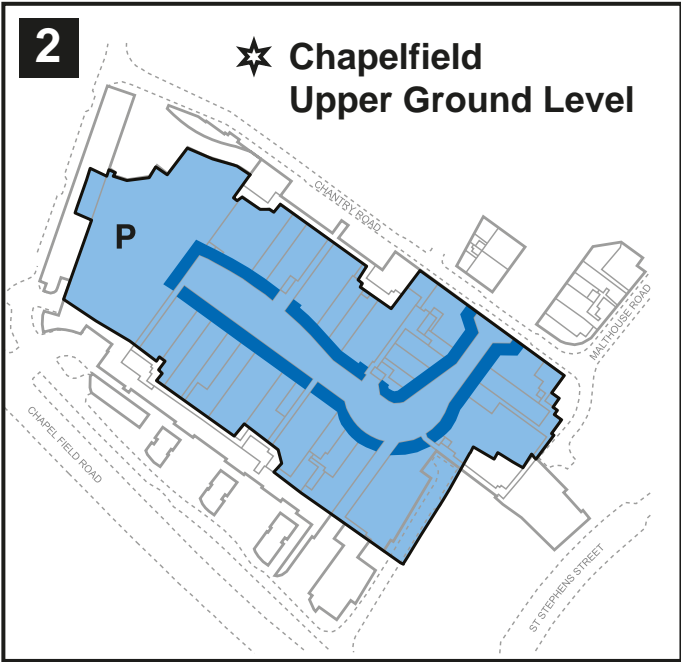 2
Chapelfield
Upper Ground Level
CHANTRY ROAD
P
MALTHOUSE ROAD
CHAPEL FIELD ROAD
ST STEPHENS STREET